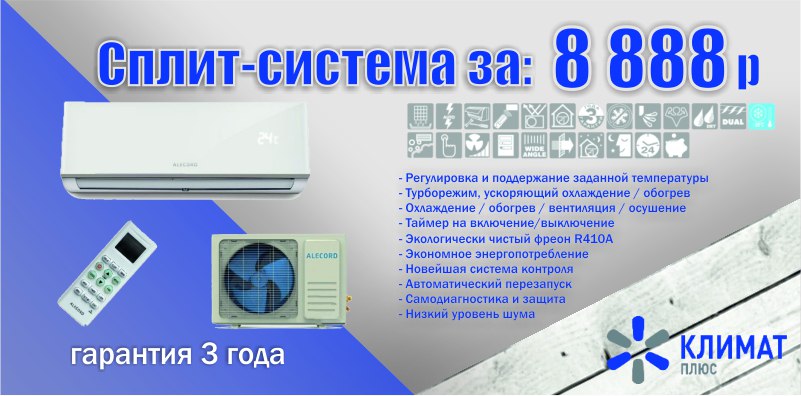 Сплит-система за: 8 888 р
24℃
ALECORD
WIDE
ANGLE
DRY
DUAL
24
- Регулировка и поддержание заданной температуры
- Турборежим, ускоряющий охлаждение / обогрев
- Охлаждение / обогрев / вентиляция / осушение
- Таймер на включение/выключение
- Экологически чистый фреон R410A
- Экономное энергопотребление
- Новейшая система контроля
- Автоматический перезапуск
- Самодиагностика и защита
- Низкий уровень шума
ALECORD
ALECORD
гарантия 3 года
КЛИМАТ
ПЛЮС